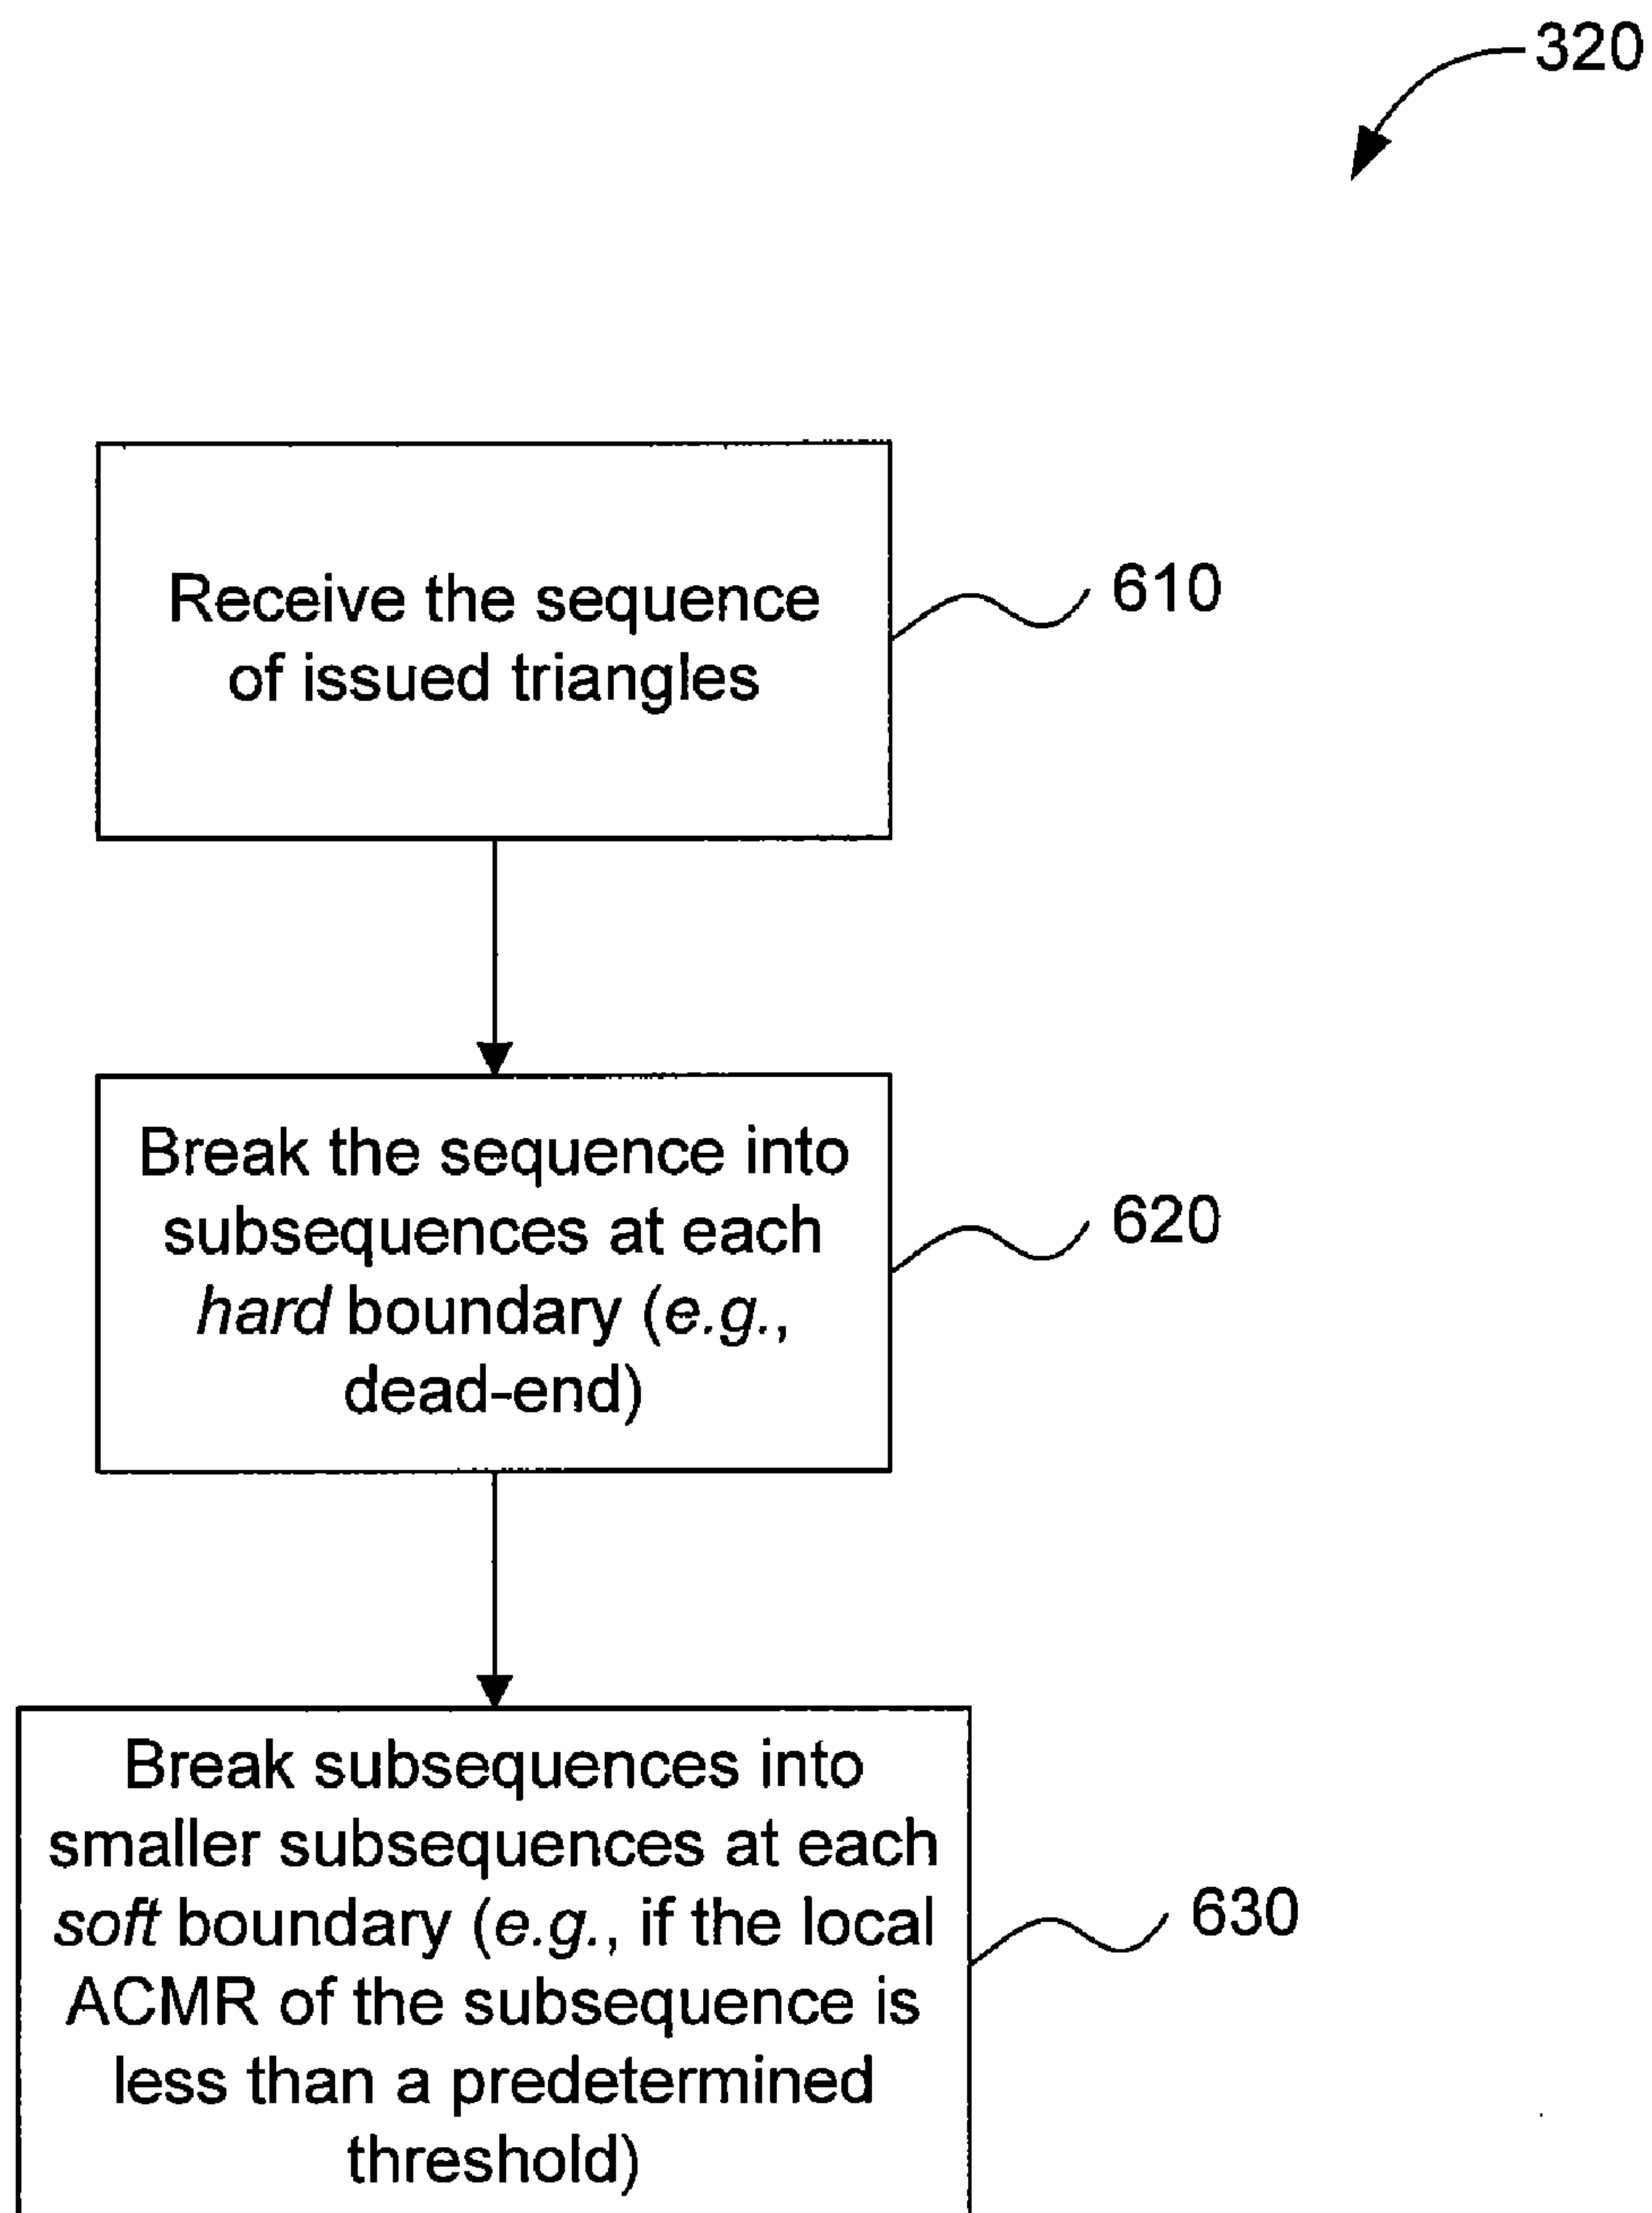 320
Receive the sequence
of issued triangles
610
Break the sequence into
subsequences at each
hard boundary (e.g.,
dead-end)
620
Break subsequences into
smaller subsequences at each
soft boundary (e.g., if the local
ACMR of the subsequence is
less than a predetermined
threshold)
630